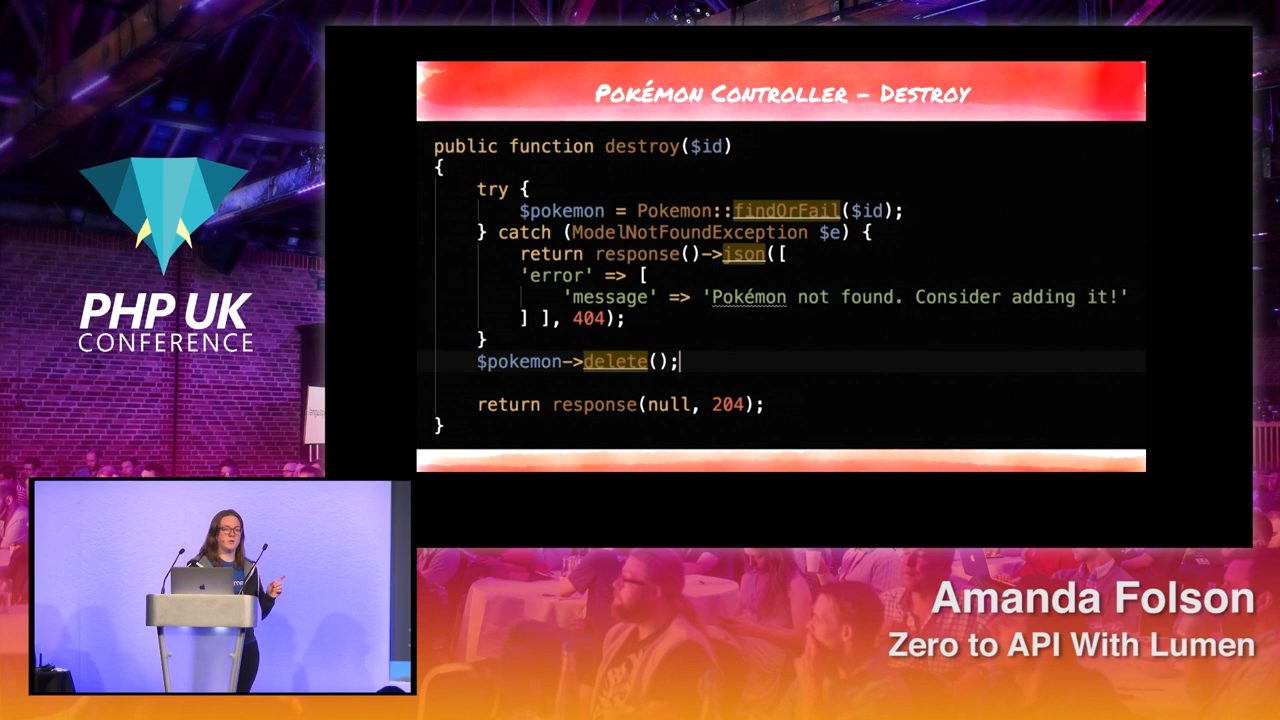 POKÉMON CONTROLLER – DESTROY
public function destroy($id)
{
    try {
        $pokemon = Pokemon::findOrFail($id);
    } catch (ModelNotFoundException $e) {
        return response()->json([
        'error' => [
            'message' => 'Pokémon not found. Consider adding it!'
        ] ], 404);
    }
    $pokemon->delete();
    return response(null, 204);
}
PHP UK
CONFERENCE
Amanda Folson
Zero to API With Lumen